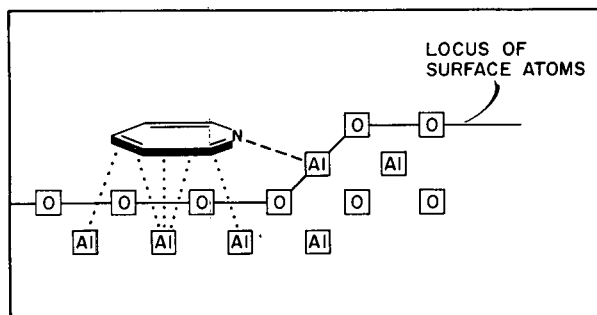 LOCUS OF
SURFACE ATOMS
O O
N
Al Al
O O O O O O
Al Al Al Al